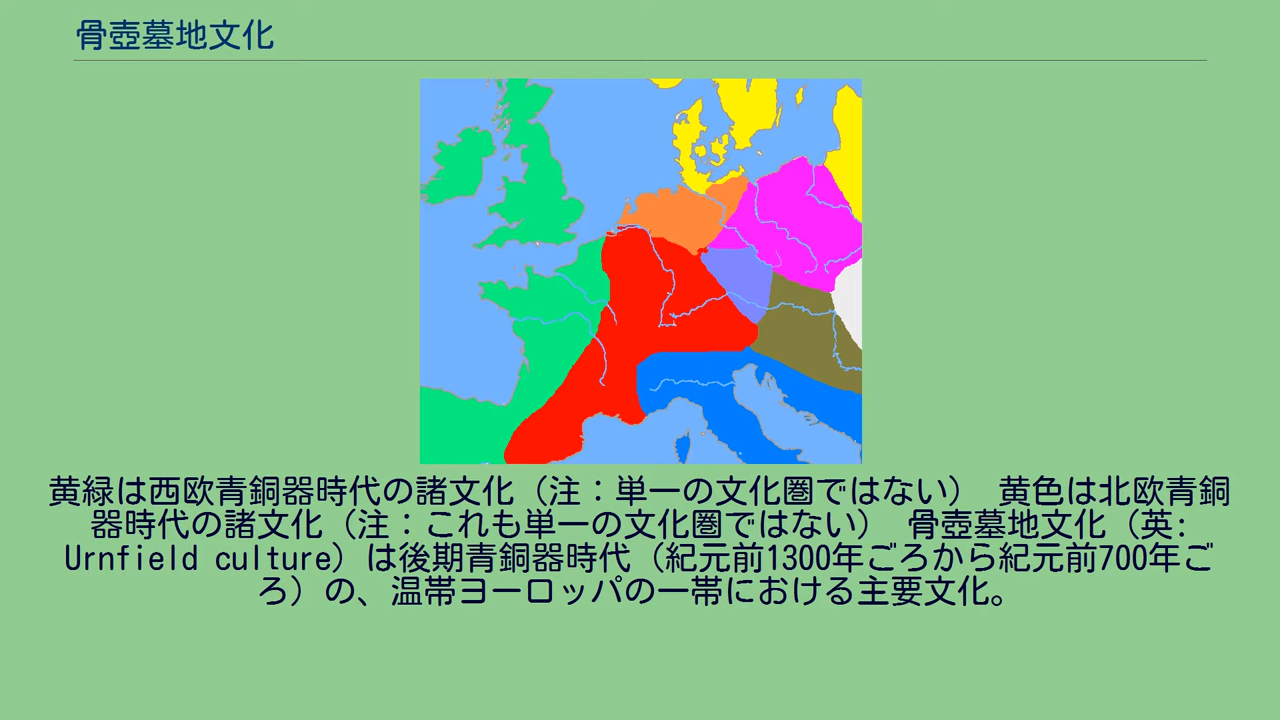 骨壺墓地文化
黄緑は西欧青銅器時代の諸文化（注：単一の文化圏ではない） 黄色は北欧青銅
器時代の諸文化（注：これも単一の文化圏ではない） 骨壺墓地文化（英:
Urnfield culture）は後期青銅器時代（紀元前1300年ごろから紀元前700年ご
ろ）の、温帯ヨーロッパの一帯における主要文化。